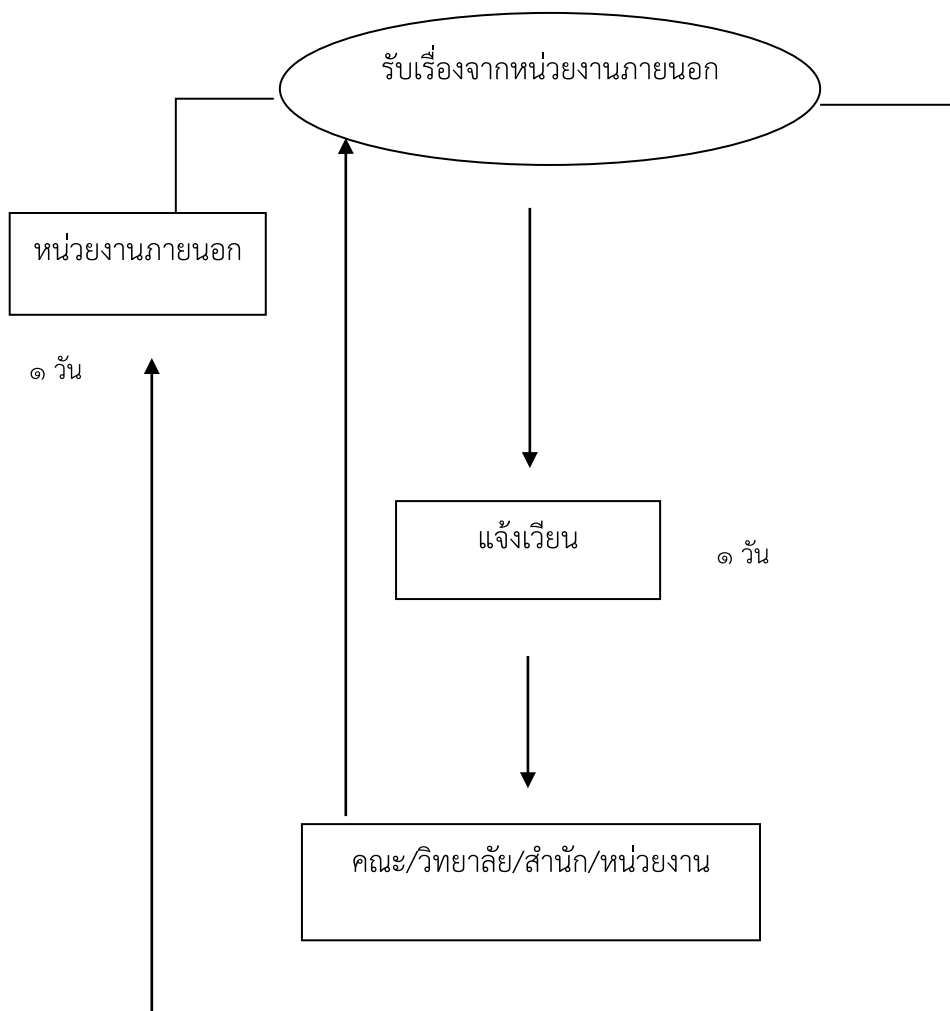 รับเรื่องจากหน่วยงานภายนอก
หน่วยงานภายนอก
๑ วัน
แจ้งเวียน
๑ วัน
คณะ/วิทยาลัย/สำนัก/หน่วยงาน